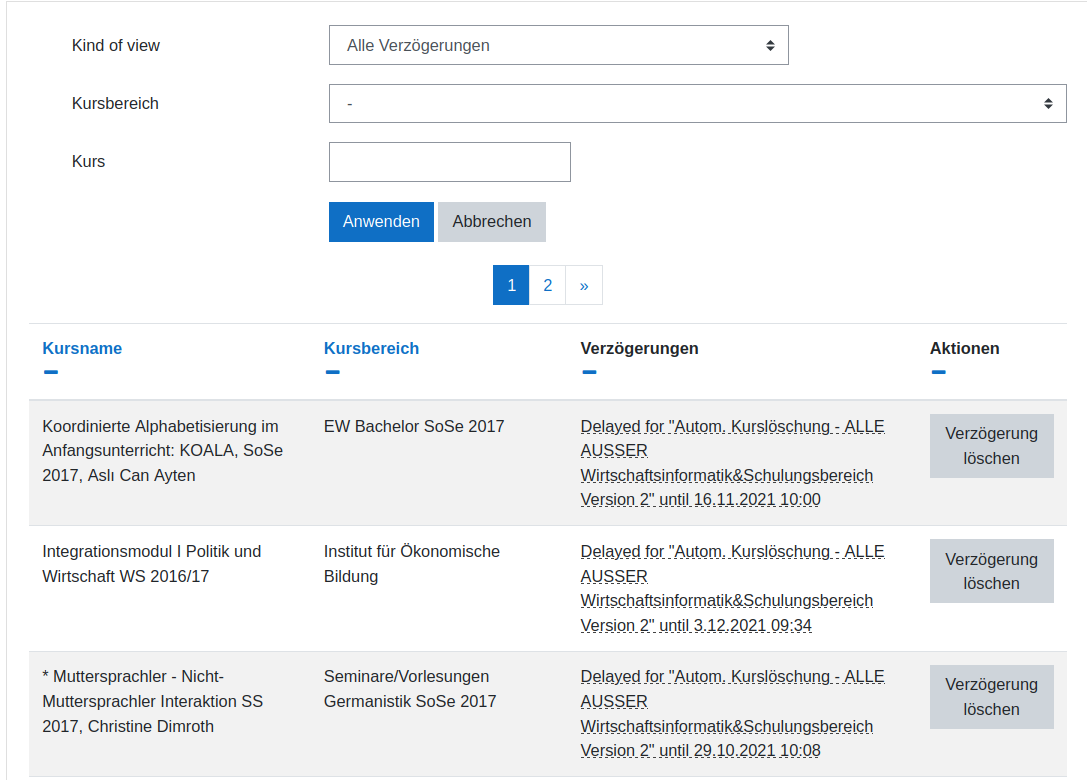 Kind of view
Alle Verzögerungen
Kursbereich
-
Kurs
Anwenden
Abbrechen
1 2 »
Kursname
Kursbereich
Verzögerungen
Aktionen
Koordinierte Alphabetisierung im
Anfangsunterricht: KOALA, SoSe
2017, Aslı Can Ayten
EW Bachelor SoSe 2017
Delayed for "Autom. Kurslöschung - ALLE
AUSSER
Wirtschaftsinformatik&Schulungsbereich
Version 2" until 16.11.2021 10:00
Verzögerung
löschen
Integrationsmodul I Politik und
Wirtschaft WS 2016/17
Institut für Ökonomische
Bildung
Delayed for "Autom. Kurslöschung - ALLE
AUSSER
Wirtschaftsinformatik&Schulungsbereich
Version 2" until 3.12.2021 09:34
Verzögerung
löschen
* Muttersprachler - Nicht-
Muttersprachler Interaktion SS
2017, Christine Dimroth
Seminare/Vorlesungen
Germanistik SoSe 2017
Delayed for "Autom. Kurslöschung - ALLE
AUSSER
Wirtschaftsinformatik&Schulungsbereich
Version 2" until 29.10.2021 10:08
Verzögerung
löschen